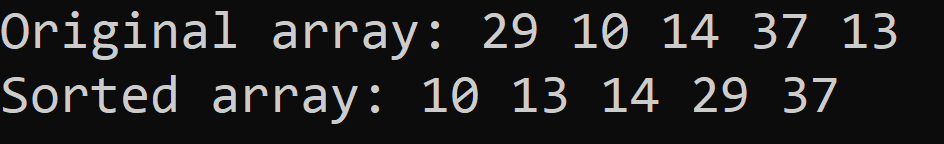 Original array: 29 10 14 37 13
Sorted array: 10 13 14 29 37